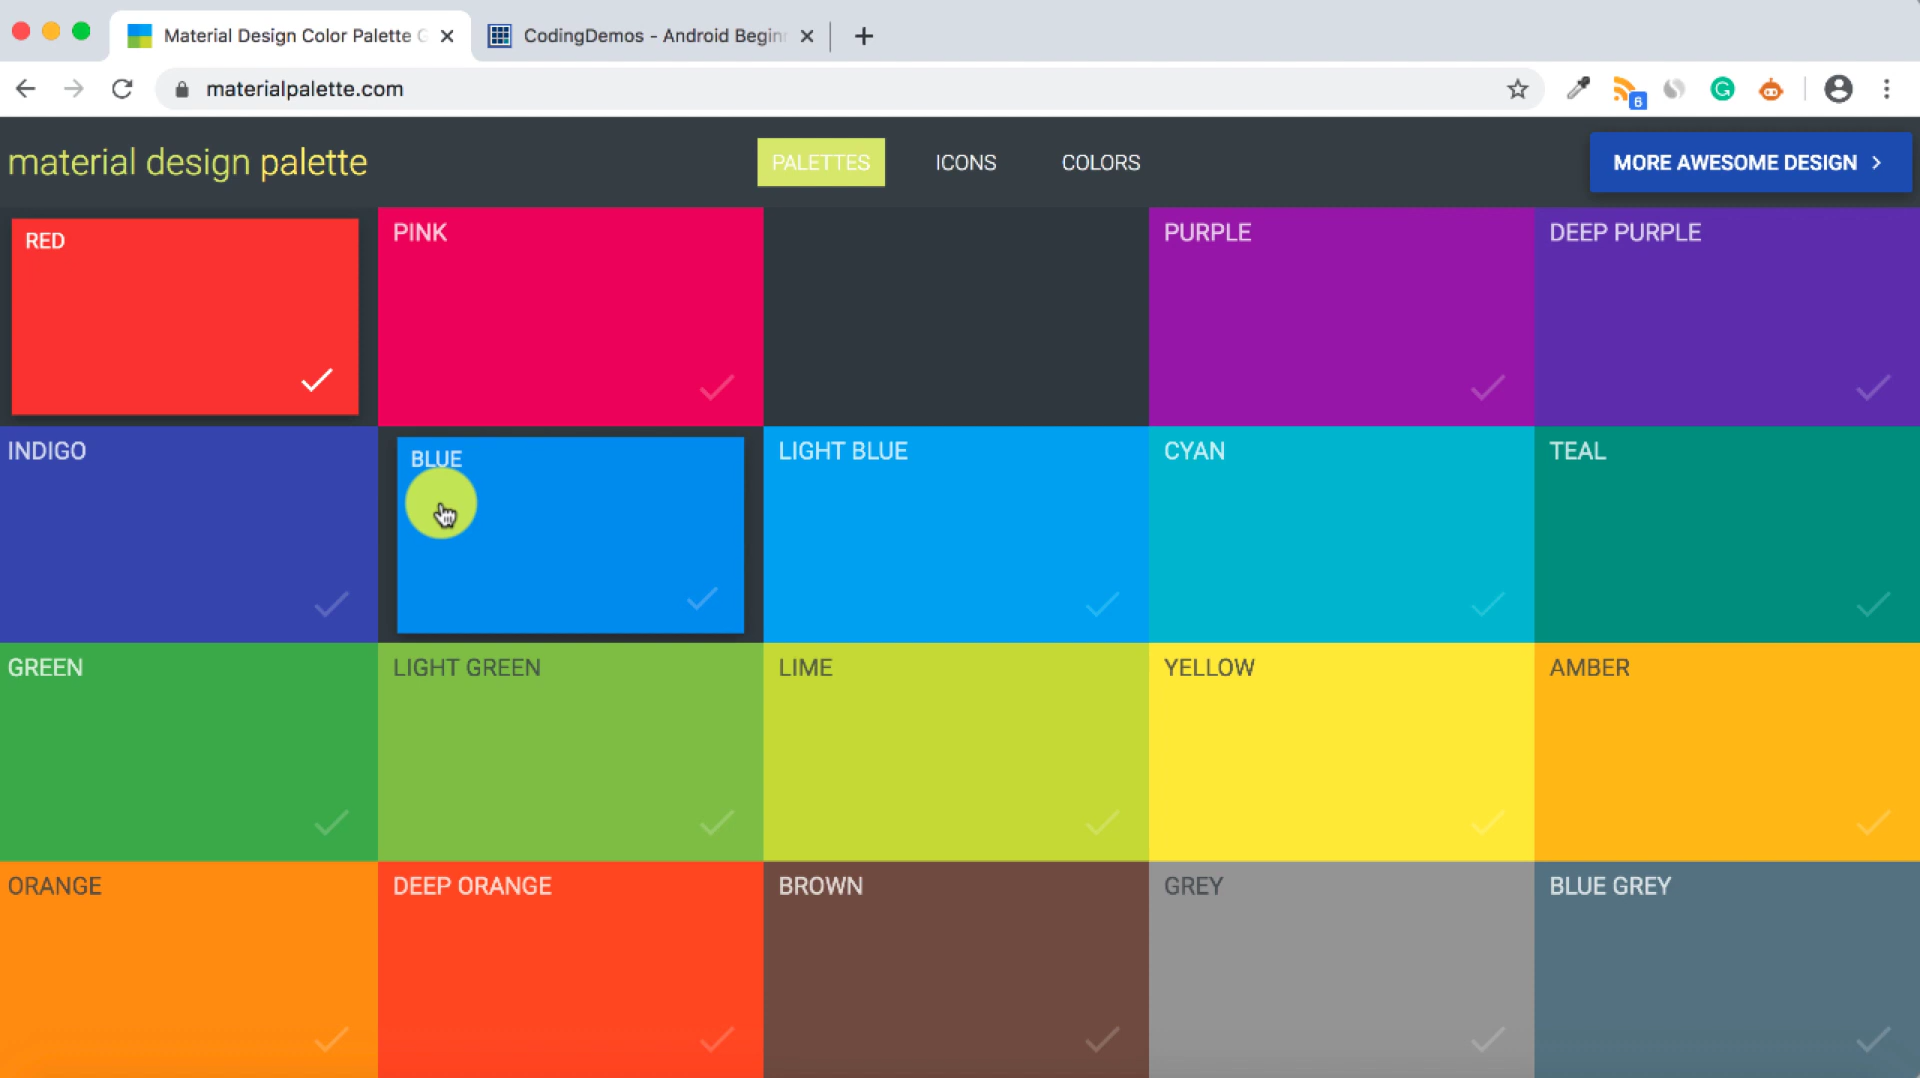 Material Design Color Palette G
CodingDemos - Android Begin
materialpalette.com
6
material design palette
PALETTES
ICONS
COLORS
MORE AWESOME DESIGN
RED
PINK
PURPLE
DEEP PURPLE
INDIGO
BLUE
LIGHT BLUE
CYAN
TEAL
GREEN
LIGHT GREEN
LIME
YELLOW
AMBER
ORANGE
DEEP ORANGE
BROWN
GREY
BLUE GREY